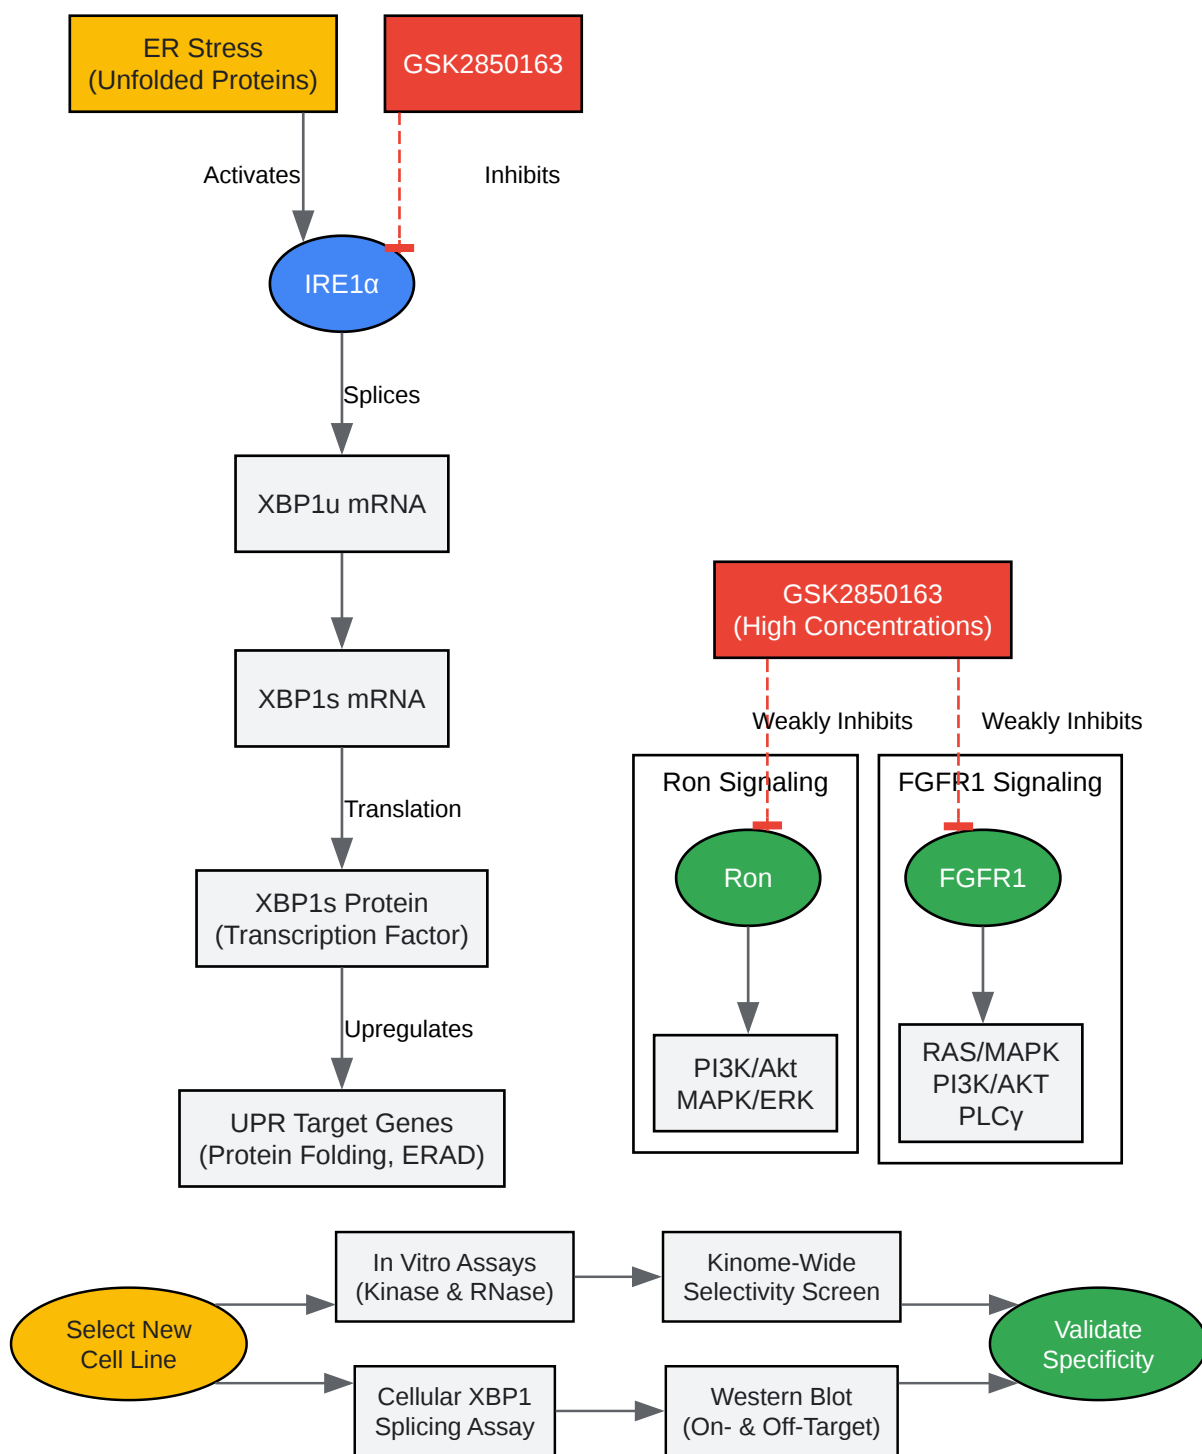 ER Stress
(Unfolded Proteins)
GSK2850163
Activates
Inhibits
IRE1α
Splices
XBP1u mRNA
XBP1s mRNA
Translation
XBP1s Protein
(Transcription Factor)
Upregulates
UPR Target Genes
(Protein Folding, ERAD)
GSK2850163
(High Concentrations)
Weakly Inhibits
Weakly Inhibits
Ron Signaling
Ron
PI3K/Akt
MAPK/ERK
FGFR1 Signaling
FGFR1
RAS/MAPK
PI3K/AKT
PLCγ
Select New
Cell Line
In Vitro Assays
(Kinase & RNase)
Kinome-Wide
Selectivity Screen
Cellular XBP1
Splicing Assay
Western Blot
(On- & Off-Target)
Validate
Specificity